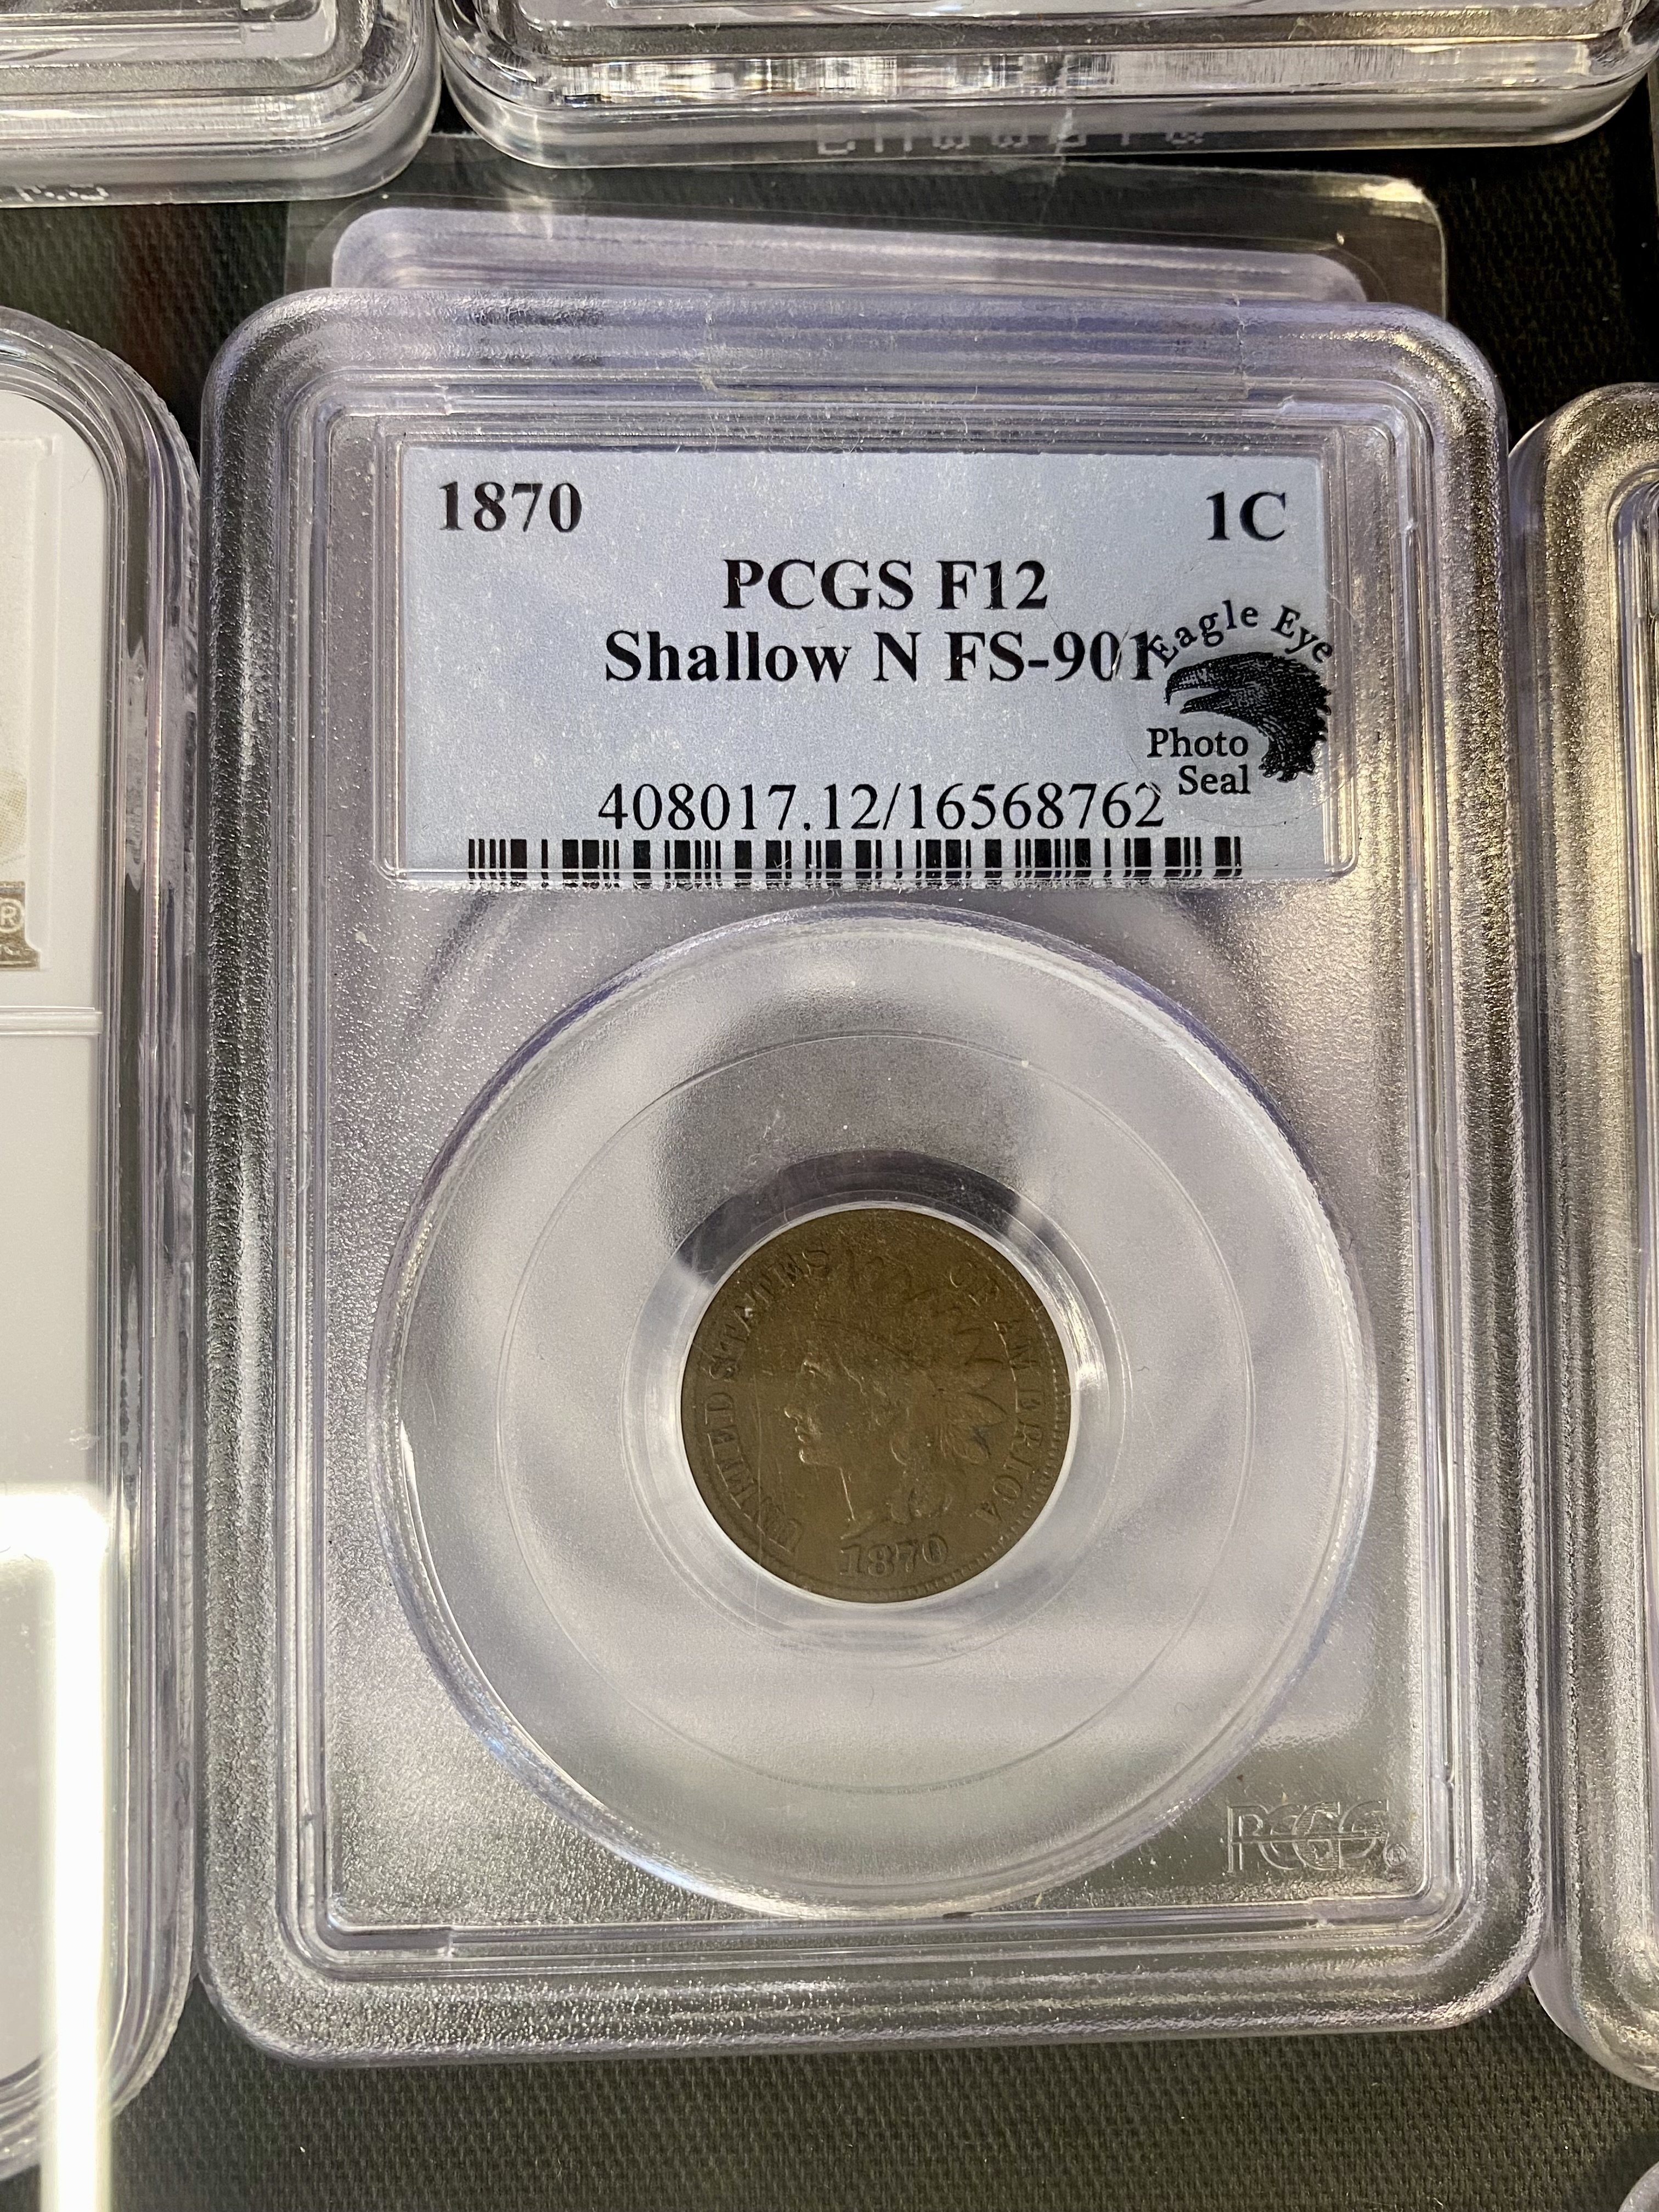 1870 1C
PCGS F12
Shallow N FS-901
Eagle Eye
Photo
Seal
408017.12/16568762
UNITED STATES OF AMERICA
1870
PCGS®
®